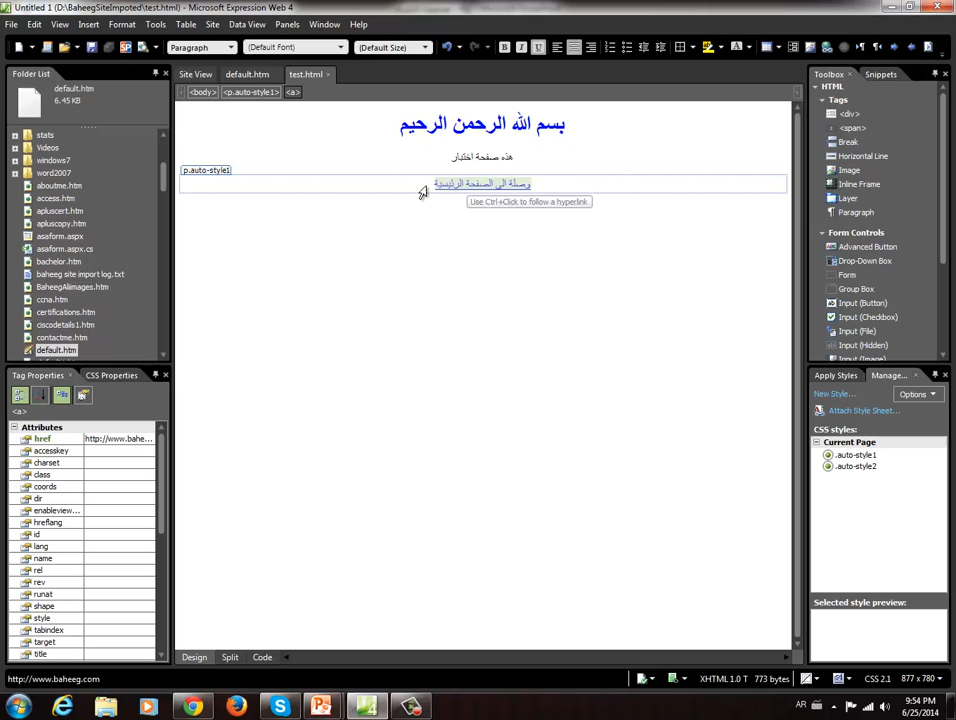 Untitled 1 (D:\BaheegSiteImpoted\test.html) - Microsoft Expression Web 4
File Edit View Insert Format Tools Table Site Data View Panels Window Help
Paragraph (Default Font) (Default Size) B I U
Folder List
default.htm
6.45 KB
stats
Videos
windows7
word2007
aboutme.htm
access.htm
apluscert.htm
apluscopy.htm
asaform.aspx
asaform.aspx.cs
bachelor.htm
baheeg site import log.txt
BaheegAliimages.htm
ccna.htm
certifications.htm
ciscodetails1.htm
contactme.htm
default.htm
Tag Properties CSS Properties
<a>
Attributes
href http://www.bahe...
accesskey
charset
class
coords
dir
enableview...
hreflang
id
lang
name
rel
rev
runat
shape
style
tabindex
target
title
Site View default.htm test.html
<body> <p.auto-style1> <a>
بسم الله الرحمن الرحيم
هذه صفحة اختبار
p.auto-style1
وصلة الى الصفحة الرئيسية
Use Ctrl+Click to follow a hyperlink
Design Split Code
Toolbox Snippets
HTML
Tags
<div>
<span>
Break
Horizontal Line
Image
Inline Frame
Layer
Paragraph
Form Controls
Advanced Button
Drop-Down Box
Form
Group Box
Input (Button)
Input (Checkbox)
Input (File)
Input (Hidden)
Input (Image)
Apply Styles Manage...
New Style... Options
Attach Style Sheet...
CSS styles:
Current Page
.auto-style1
.auto-style2
Selected style preview:
http://www.baheeg.com XHTML 1.0 T 773 bytes CSS 2.1 877 x 780
AR 9:54 PM
6/25/2014